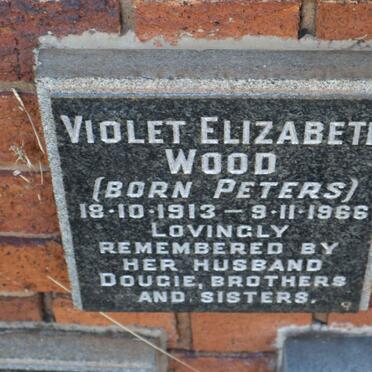 VIOLET ELIZABETH
WOOD
(BORN PETERS)
18·10·1913 — 9·11·1966
LOVINGLY
REMEMBERED BY
HER HUSBAND
DOUGIE, BROTHERS
AND SISTERS.